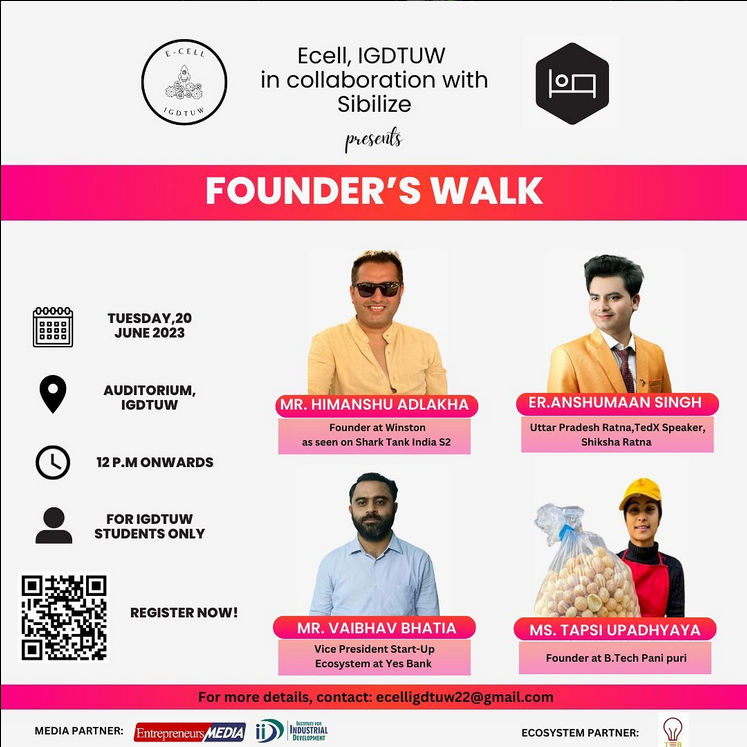 E-CELL
IGDTUW
Ecell, IGDTUW
in collaboration with
Sibilize
presents
FOUNDER'S WALK
TUESDAY,20
JUNE 2023
AUDITORIUM,
IGDTUW
12 P.M ONWARDS
FOR IGDTUW
STUDENTS ONLY
REGISTER NOW!
MR. HIMANSHU ADLAKHA
Founder at Winston
as seen on Shark Tank India S2
ER.ANSHUMAAN SINGH
Uttar Pradesh Ratna,TedX Speaker,
Shiksha Ratna
MR. VAIBHAV BHATIA
Vice President Start-Up
Ecosystem at Yes Bank
MS. TAPSI UPADHYAYA
Founder at B.Tech Pani puri
For more details, contact: ecelligdtuw22@gmail.com
MEDIA PARTNER:
Entrepreneurs MEDIA
iiD
INSTITUTE FOR
INDUSTRIAL
DEVELOPMENT
ECOSYSTEM PARTNER: